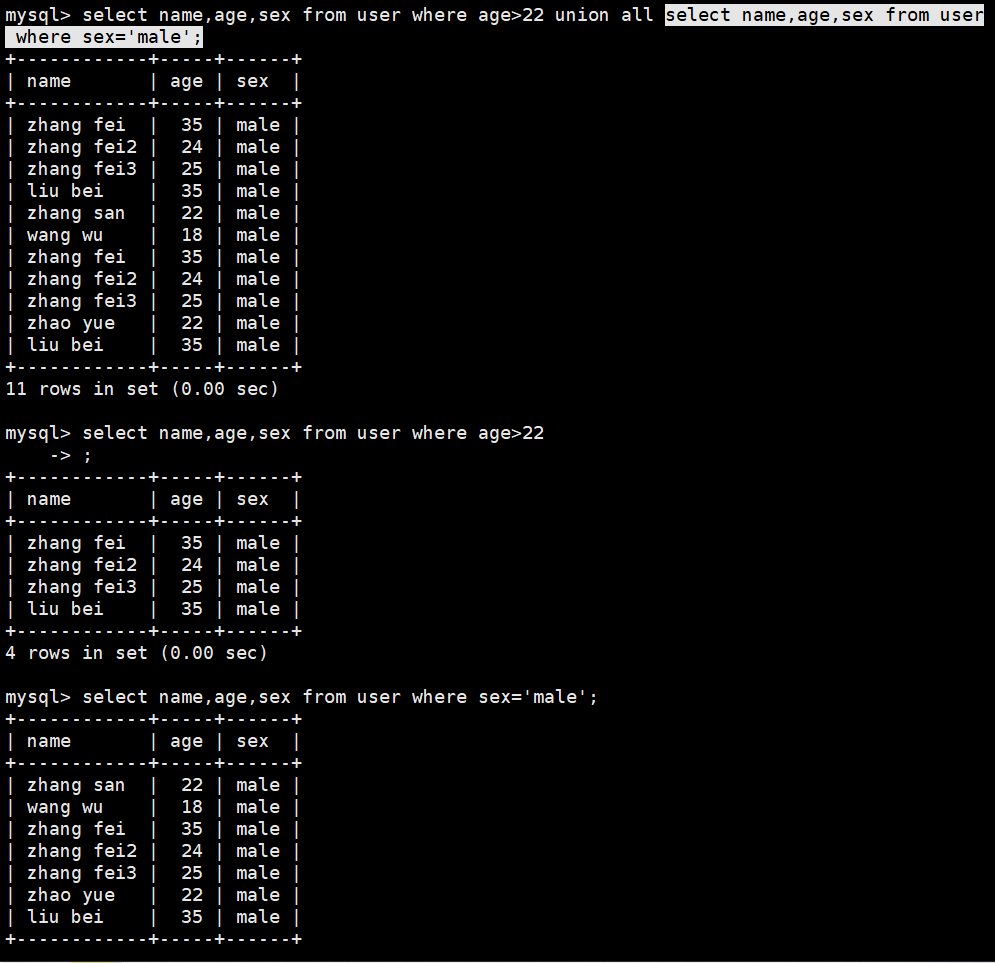 mysql> select name,age,sex from user where age>22 union all select name,age,sex from user
 where sex='male';
+------------+-----+------+
| name       | age | sex  |
+------------+-----+------+
| zhang fei  |  35 | male |
| zhang fei2 |  24 | male |
| zhang fei3 |  25 | male |
| liu bei    |  35 | male |
| zhang san  |  22 | male |
| wang wu    |  18 | male |
| zhang fei  |  35 | male |
| zhang fei2 |  24 | male |
| zhang fei3 |  25 | male |
| zhao yue   |  22 | male |
| liu bei    |  35 | male |
+------------+-----+------+
11 rows in set (0.00 sec)

mysql> select name,age,sex from user where age>22
    -> ;
+------------+-----+------+
| name       | age | sex  |
+------------+-----+------+
| zhang fei  |  35 | male |
| zhang fei2 |  24 | male |
| zhang fei3 |  25 | male |
| liu bei    |  35 | male |
+------------+-----+------+
4 rows in set (0.00 sec)

mysql> select name,age,sex from user where sex='male';
+------------+-----+------+
| name       | age | sex  |
+------------+-----+------+
| zhang san  |  22 | male |
| wang wu    |  18 | male |
| zhang fei  |  35 | male |
| zhang fei2 |  24 | male |
| zhang fei3 |  25 | male |
| zhao yue   |  22 | male |
| liu bei    |  35 | male |
+------------+-----+------+